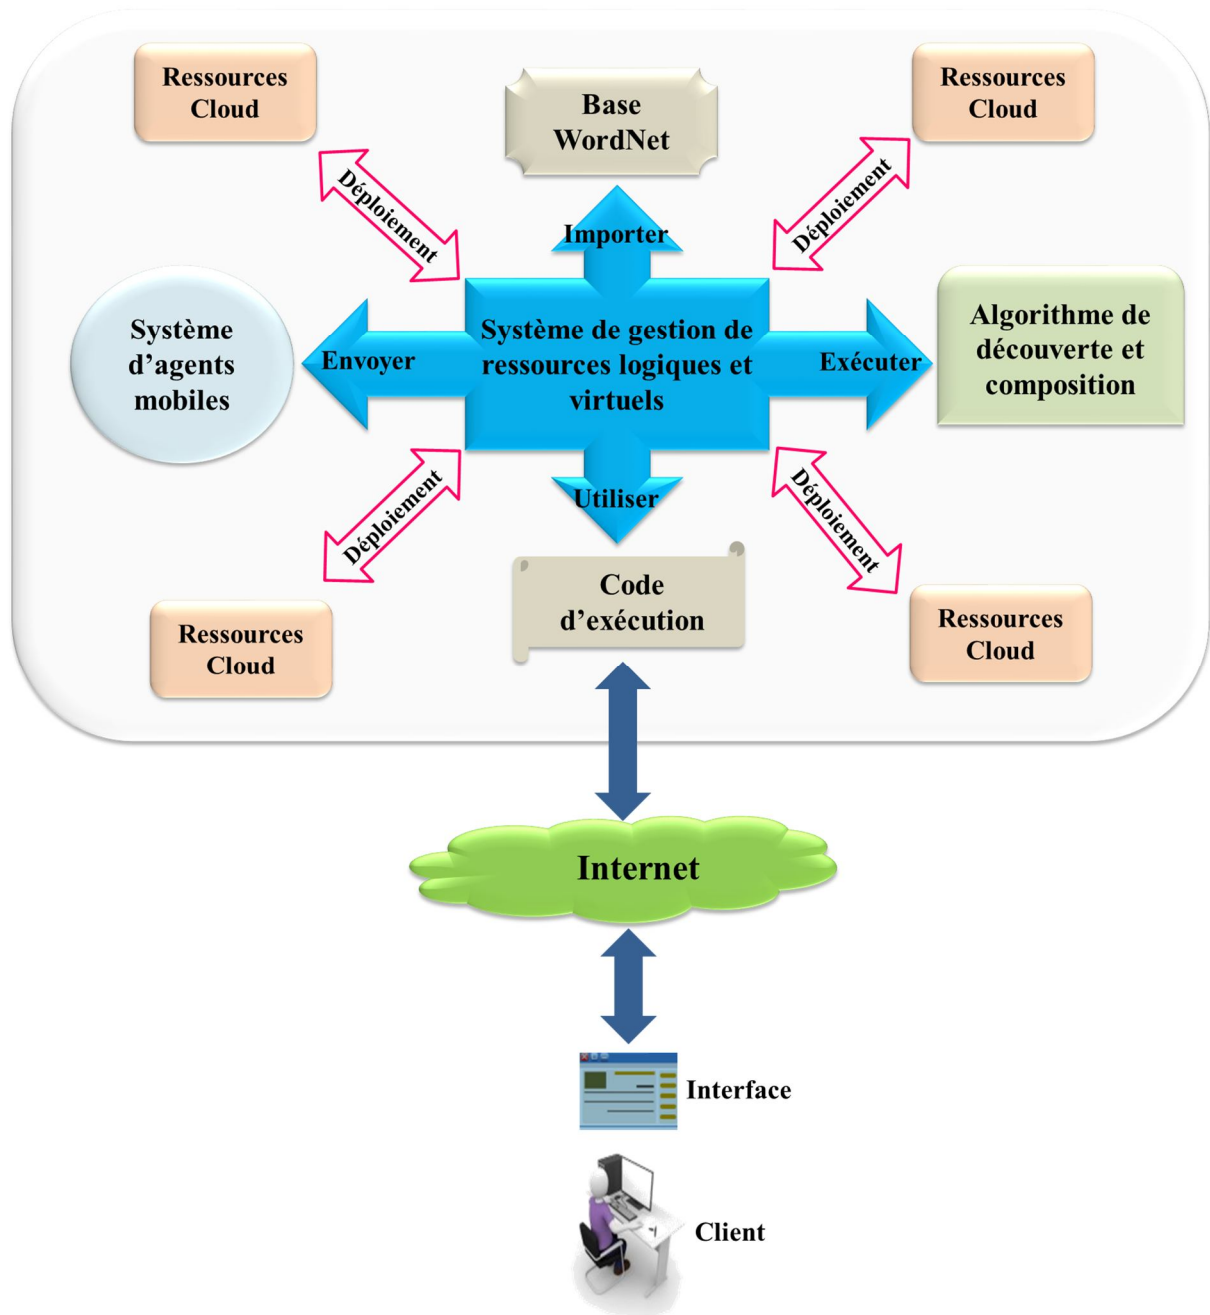 Ressources
Cloud
Base
WordNet
Ressources
Cloud
Déploiement
Importer
Déploiement
Système
d’agents
mobiles
Envoyer
Système de gestion de
ressources logiques et
virtuels
Exécuter
Algorithme de
découverte et
composition
Déploiement
Utiliser
Déploiement
Ressources
Cloud
Code
d’exécution
Ressources
Cloud
Internet
Interface
Client